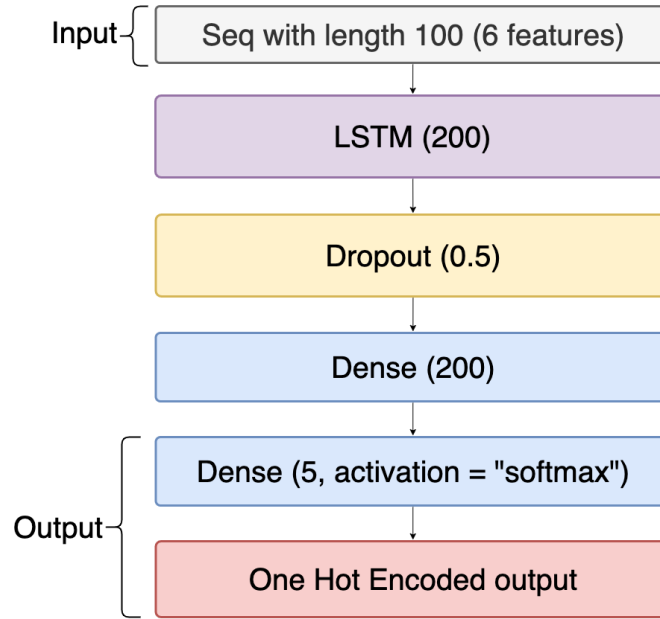 Input
Seq with length 100 (6 features)
LSTM (200)
Dropout (0.5)
Dense (200)
Dense (5, activation = "softmax")
Output
One Hot Encoded output